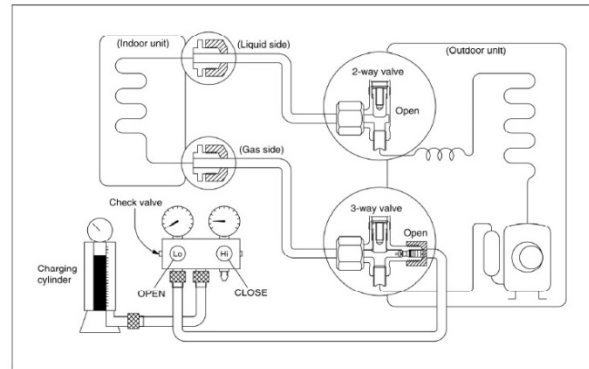 (Indoor unit)
(Liquid side)
(Outdoor unit)
2-way valve
Open
(Gas side)
3-way valve
Open
Check valve
Lo
Hi
Charging
cylinder
OPEN
CLOSE